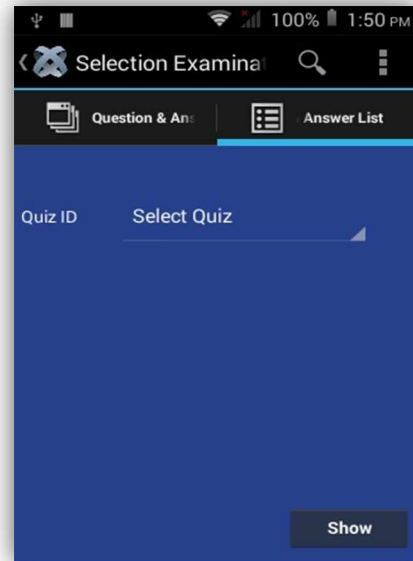 100% 1:50 PM
Selection Examinat
Question & Ans
Answer List
Quiz ID Select Quiz
Show